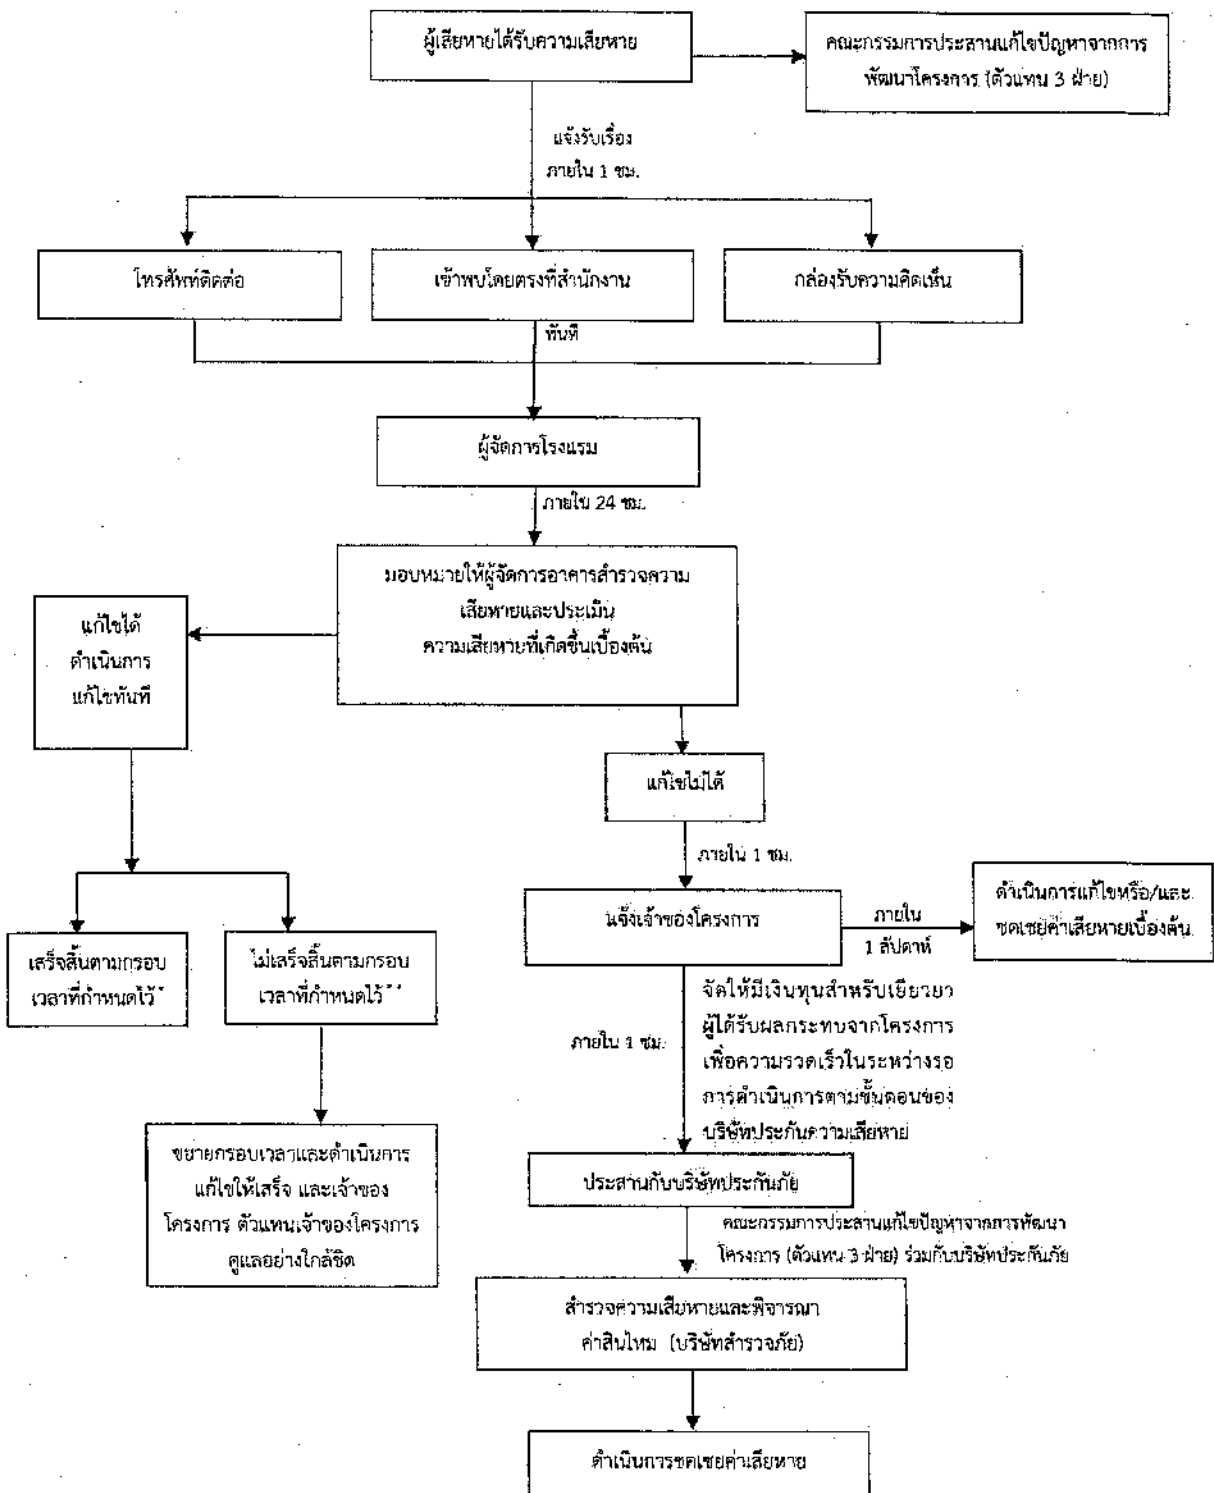 ผู้เสียหายได้รับความเสียหาย
คณะกรรมการประสานแก้ไขปัญหาจากการ
พัฒนาโครงการ (ตัวแทน 3 ฝ่าย)
แจ้งรับเรื่อง
ภายใน 1 ชม.
โทรศัพท์ติดต่อ
เข้าพบโดยตรงที่สำนักงาน
กล่องรับความคิดเห็น
ทันที
ผู้จัดการโรงแรม
ภายใน 24 ชม.
มอบหมายให้ผู้จัดการอาคารสำรวจความ
เสียหายและประเมิน
ความเสียหายที่เกิดขึ้นเบื้องต้น
แก้ไขได้
ดำเนินการ
แก้ไขทันที
แก้ไขไม่ได้
ภายใน 1 ชม.
แจ้งเจ้าของโครงการ
ภายใน
1 สัปดาห์
ดำเนินการแก้ไขหรือ/และ
ชดเชยค่าเสียหายเบื้องต้น
เสร็จสิ้นตามกรอบ
เวลาที่กำหนดไว้*
ไม่เสร็จสิ้นตามกรอบ
เวลาที่กำหนดไว้**
ภายใน 1 ชม.
จัดให้มีเงินทุนสำหรับเยียวยา
ผู้ได้รับผลกระทบจากโครงการ
เพื่อความรวดเร็วในระหว่างรอ
การดำเนินการตามขั้นตอนของ
บริษัทประกันความเสียหาย
ขยายกรอบเวลาและดำเนินการ
แก้ไขให้เสร็จ และเจ้าของ
โครงการ ตัวแทนเจ้าของโครงการ
ดูแลอย่างใกล้ชิด
ประสานกับบริษัทประกันภัย
คณะกรรมการประสานแก้ไขปัญหาจากการพัฒนา
โครงการ (ตัวแทน 3 ฝ่าย) ร่วมกับบริษัทประกันภัย
สำรวจความเสียหายและพิจารณา
ค่าสินไหม (บริษัทสำรวจภัย)
ดำเนินการชดเชยค่าเสียหาย